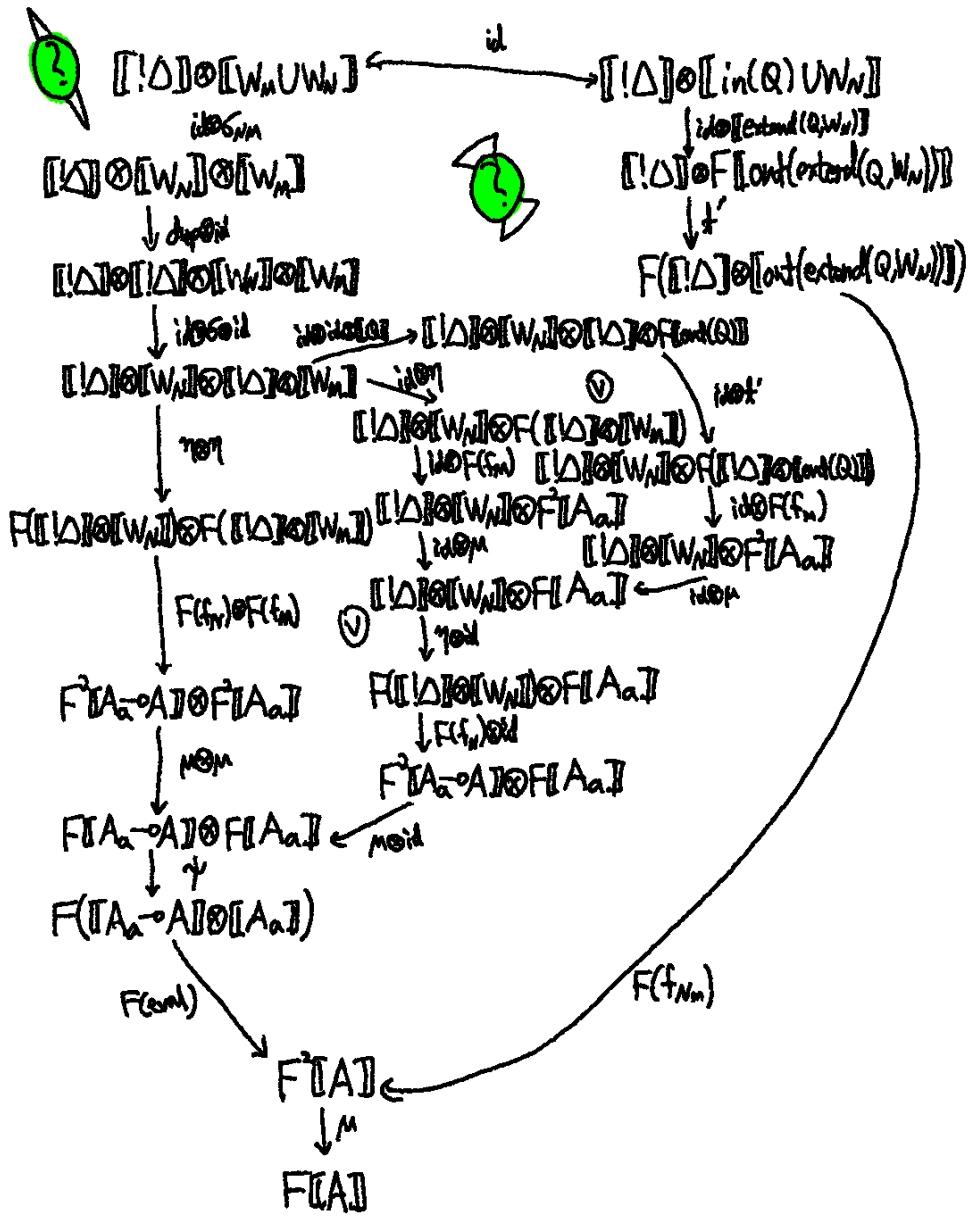 ?
id
⟦!Δ⟧⊗⟦W_M∪W_N⟧
⟦!Δ⟧⊗⟦in(Q)∪W_N⟧
id⊗σ_NM
id⊗⟦extend(Q,W_N)⟧
⟦!Δ⟧⊗⟦W_N⟧⊗⟦W_M⟧
?
⟦!Δ⟧⊗F⟦out(extend(Q,W_N))⟧
dup⊗id
t'
⟦!Δ⟧⊗⟦!Δ⟧⊗⟦W_N⟧⊗⟦W_M⟧
F(⟦!Δ⟧⊗⟦out(extend(Q,W_N))⟧)
id⊗σ⊗id
id⊗id⊗⟦Q⟧
⟦!Δ⟧⊗⟦W_N⟧⊗⟦!Δ⟧⊗F⟦out(Q)⟧
⟦!Δ⟧⊗⟦W_N⟧⊗⟦!Δ⟧⊗⟦W_M⟧
id⊗η
v
id⊗t'
⟦!Δ⟧⊗⟦W_N⟧⊗F(⟦!Δ⟧⊗⟦W_M⟧)
η⊗η
id⊗F(f_M)
⟦!Δ⟧⊗⟦W_N⟧⊗F(⟦!Δ⟧⊗⟦out(Q)⟧)
F(⟦!Δ⟧⊗⟦W_N⟧)⊗F(⟦!Δ⟧⊗⟦W_M⟧)
⟦!Δ⟧⊗⟦W_N⟧⊗F²⟦A_a⟧
id⊗F(f_M)
id⊗μ
⟦!Δ⟧⊗⟦W_N⟧⊗F²⟦A_a⟧
F(f_N)⊗F(f_M)
⟦!Δ⟧⊗⟦W_N⟧⊗F⟦A_a⟧
id⊗μ
v
η⊗id
F²⟦A_a⊸A⟧⊗F²⟦A_a⟧
F(⟦!Δ⟧⊗⟦W_N⟧)⊗F⟦A_a⟧
F(f_N)⊗id
μ⊗μ
F²⟦A_a⊸A⟧⊗F⟦A_a⟧
F⟦A_a⊸A⟧⊗F⟦A_a⟧
μ⊗id
ψ
F(⟦A_a⊸A⟧⊗⟦A_a⟧)
F(eval)
F(f_NM)
F²⟦A⟧
μ
F⟦A⟧